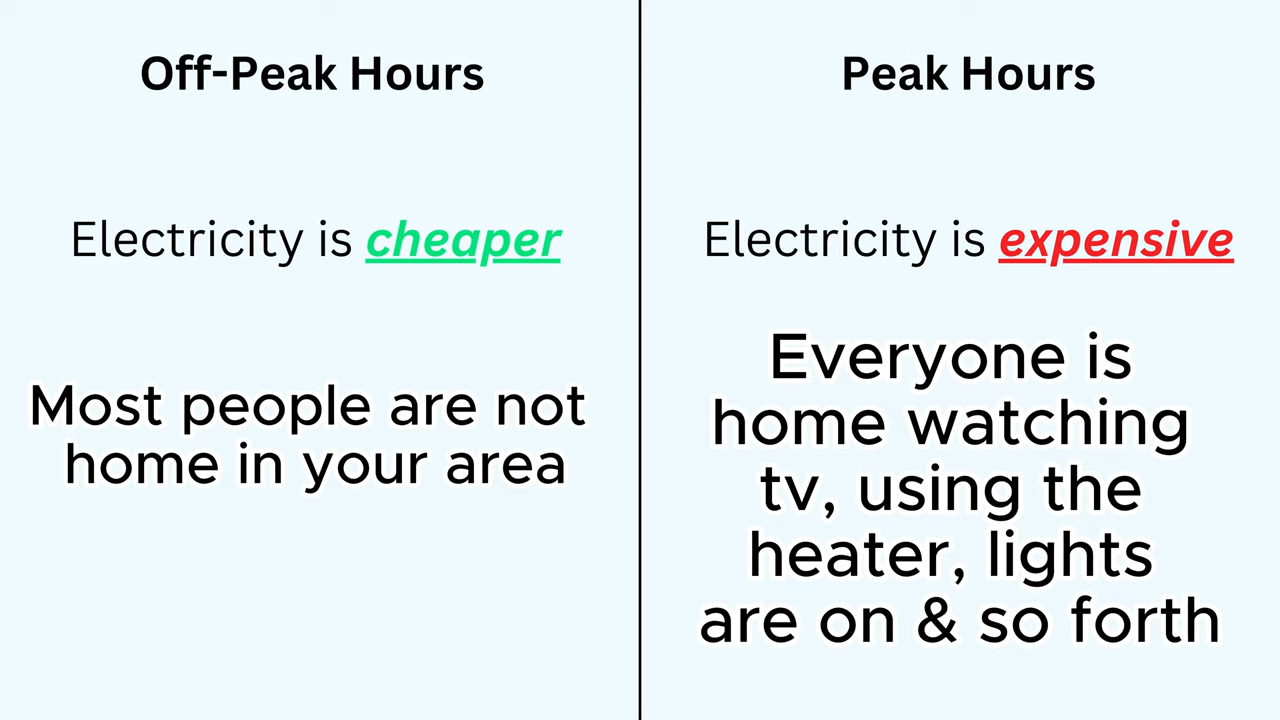 Off-Peak Hours
Electricity is cheaper
Most people are not
home in your area
Peak Hours
Electricity is expensive
Everyone is
home watching
tv, using the
heater, lights
are on & so forth